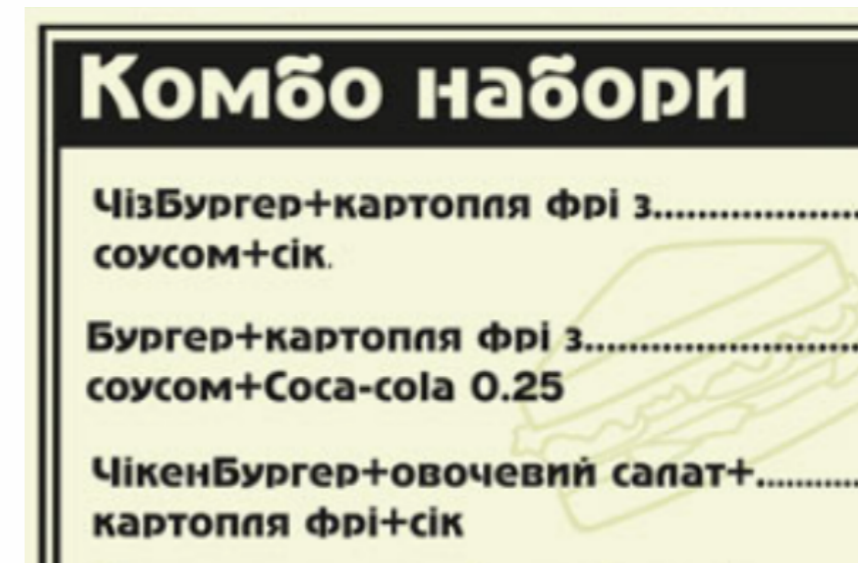 Комбо набори
ЧізБургер+картопля фрі з....................
соусом+сік.
Бургер+картопля фрі з..........................
соусом+Coca-cola 0.25
ЧікенБургер+овочевий салат+..........
картопля фрі+сік